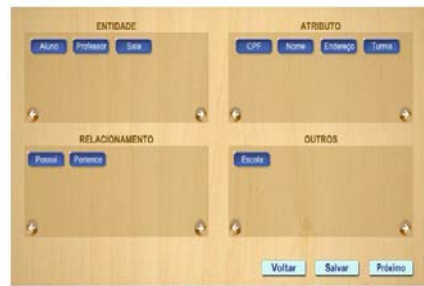 ENTIDADE
Aluno Professor Sala
ATRIBUTO
CPF Nome Endereço Turma
RELACIONAMENTO
Possui Pertence
OUTROS
Escola
Voltar Salvar Próximo